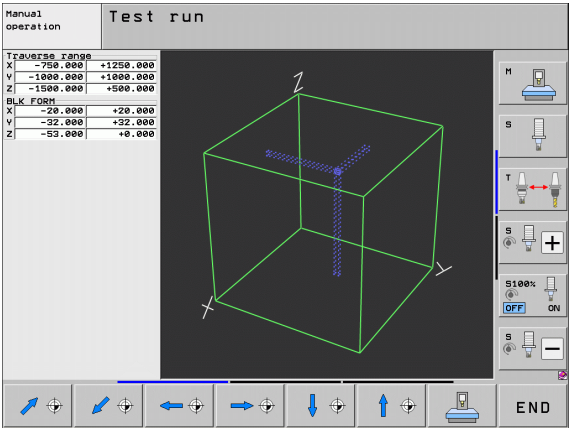 Manual
operation
Test run
Traverse range
X -750.000 +1250.000
Y -1000.000 +1000.000
Z -1500.000 +500.000
BLK FORM
X -20.000 +20.000
Y -32.000 +32.000
Z -53.000 +0.000
Z
X
Y
M
S
T
S
+
S100%
OFF ON
S
−
END